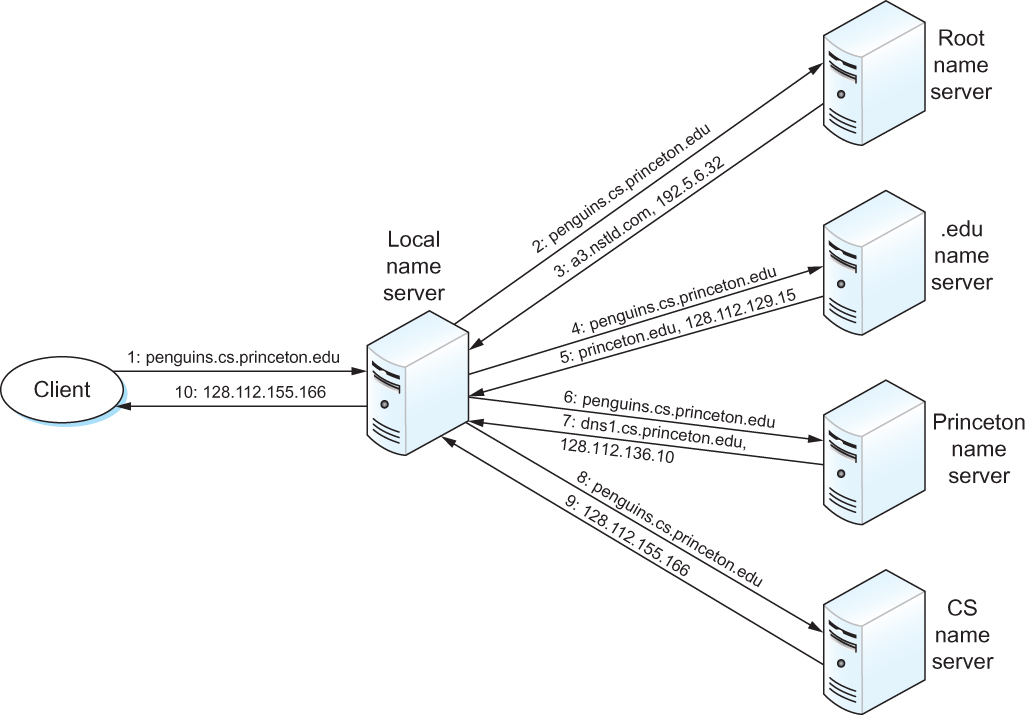 Root
name
server
2: penguins.cs.princeton.edu
3: a3.nstld.com, 192.5.6.32
.edu
name
server
Local
name
server
4: penguins.cs.princeton.edu
5: princeton.edu, 128.112.129.15
1: penguins.cs.princeton.edu
Client
10: 128.112.155.166
6: penguins.cs.princeton.edu
7: dns1.cs.princeton.edu,
128.112.136.10
Princeton
name
server
8: penguins.cs.princeton.edu
9: 128.112.155.166
CS
name
server